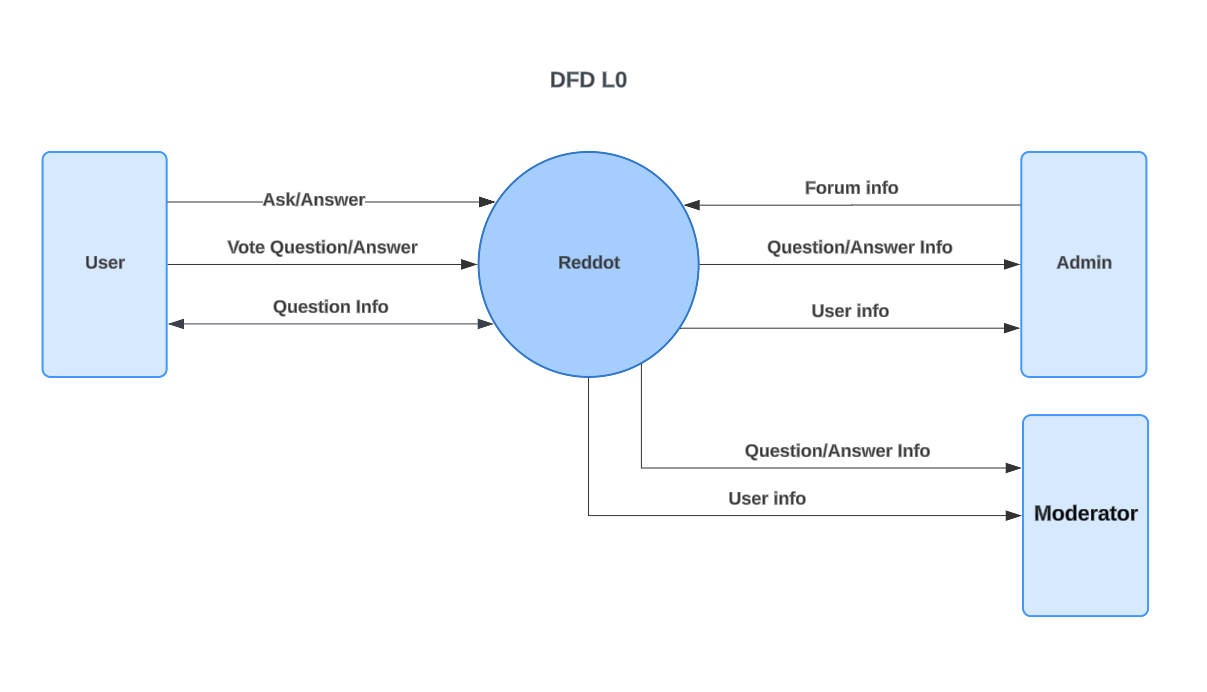 DFD L0
Ask/Answer
Forum info
Vote Question/Answer
Question/Answer Info
User
Reddot
Admin
Question Info
User info
Question/Answer Info
User info
Moderator